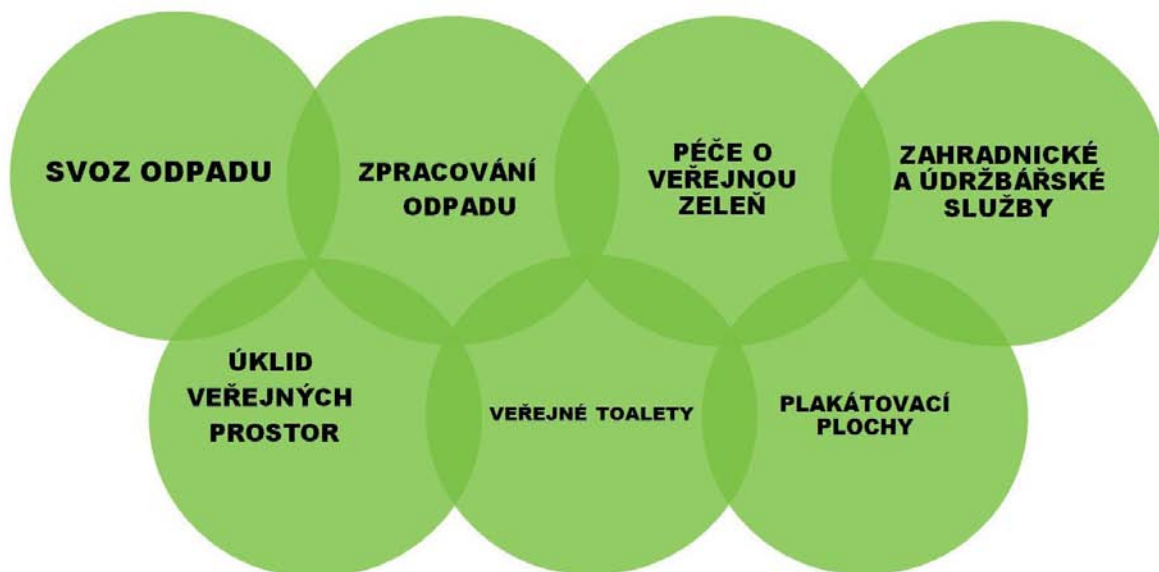 SVOZ ODPADU
ZPRACOVÁNÍ
ODPADU
PÉČE O
VEŘEJNOU
ZELEŇ
ZAHRADNICKÉ
A ÚDRŽBÁŘSKÉ
SLUŽBY
ÚKLID
VEŘEJNÝCH
PROSTOR
VEŘEJNÉ TOALETY
PLAKÁTOVACÍ
PLOCHY